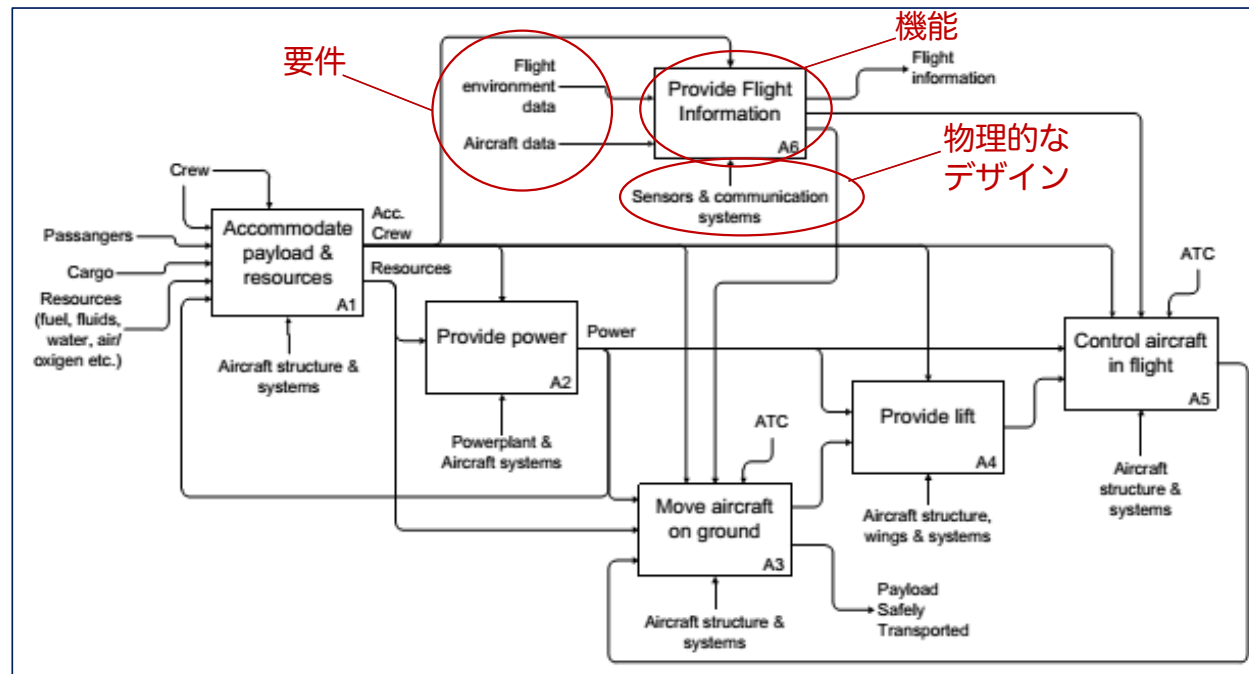 要件
機能
物理的な
デザイン
Flight
environment
data
Aircraft data
Provide Flight
Information
A6
Flight
information
Sensors & communication
systems
Crew
Passangers
Cargo
Resources
(fuel, fluids,
water, air/
oxigen etc.)
Accommodate
payload &
resources
A1
Acc.
Crew
Resources
Aircraft structure &
systems
Provide power
A2
Power
Powerplant &
Aircraft systems
ATC
Move aircraft
on ground
A3
Aircraft structure &
systems
Payload
Safely
Transported
Provide lift
A4
Aircraft structure,
wings & systems
ATC
Control aircraft
in flight
A5
Aircraft
structure &
systems